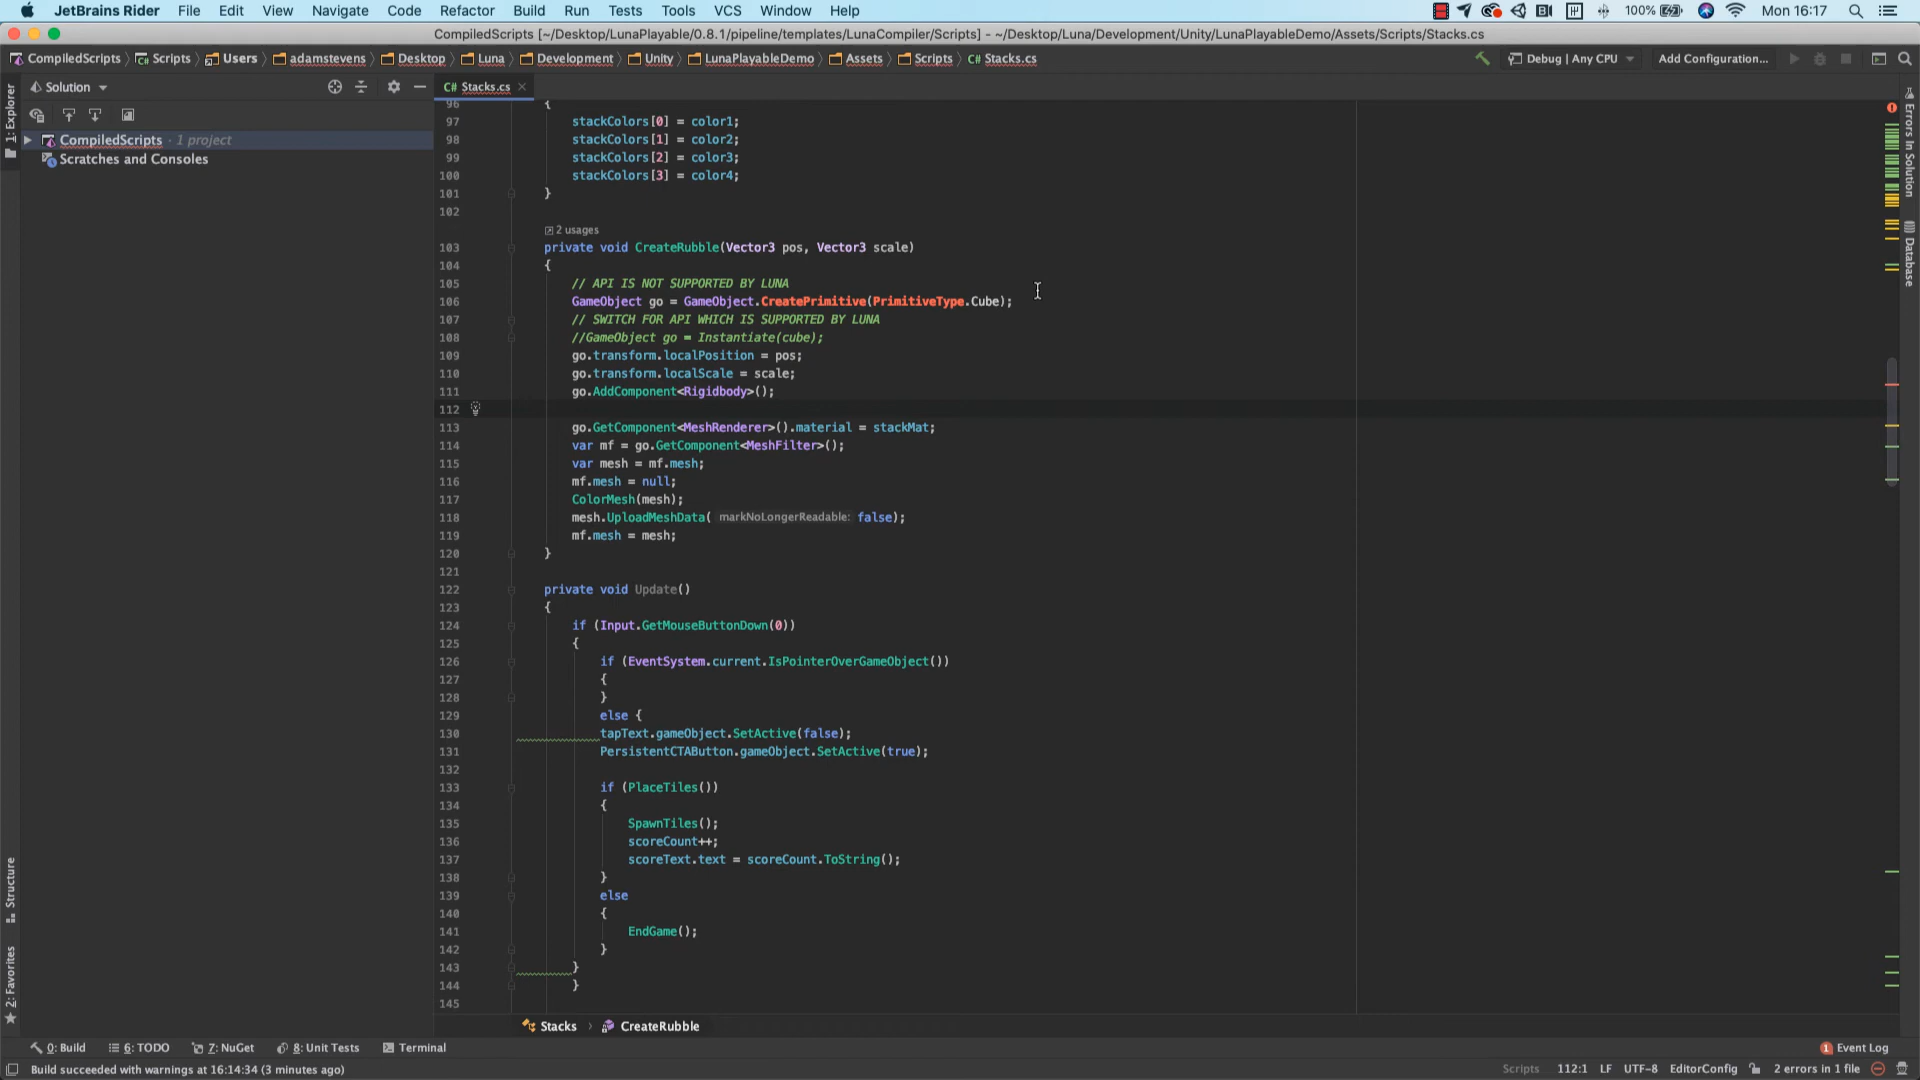 JetBrains Rider File Edit View Navigate Code Refactor Build Run Tests Tools VCS Window Help 100% Mon 16:17
CompiledScripts [~/Desktop/LunaPlayable/0.8.1/pipeline/templates/LunaCompiler/Scripts] - ~/Desktop/Luna/Development/Unity/LunaPlayableDemo/Assets/Scripts/Stacks.cs
CompiledScripts Scripts Users adamstevens Desktop Luna Development Unity LunaPlayableDemo Assets Scripts C# Stacks.cs Debug | Any CPU Add Configuration...
Solution
C# Stacks.cs
1: Explorer
CompiledScripts · 1 project
Scratches and Consoles
Structure
2: Favorites
96 {
97 stackColors[0] = color1;
98 stackColors[1] = color2;
99 stackColors[2] = color3;
100 stackColors[3] = color4;
101 }
102
2 usages
103 private void CreateRubble(Vector3 pos, Vector3 scale)
104 {
105 // API IS NOT SUPPORTED BY LUNA
106 GameObject go = GameObject.CreatePrimitive(PrimitiveType.Cube);
107 // SWITCH FOR API WHICH IS SUPPORTED BY LUNA
108 //GameObject go = Instantiate(cube);
109 go.transform.localPosition = pos;
110 go.transform.localScale = scale;
111 go.AddComponent<Rigidbody>();
112
113 go.GetComponent<MeshRenderer>().material = stackMat;
114 var mf = go.GetComponent<MeshFilter>();
115 var mesh = mf.mesh;
116 mf.mesh = null;
117 ColorMesh(mesh);
118 mesh.UploadMeshData( markNoLongerReadable: false);
119 mf.mesh = mesh;
120 }
121
122 private void Update()
123 {
124 if (Input.GetMouseButtonDown(0))
125 {
126 if (EventSystem.current.IsPointerOverGameObject())
127 {
128 }
129 else {
130 tapText.gameObject.SetActive(false);
131 PersistentCTAButton.gameObject.SetActive(true);
132
133 if (PlaceTiles())
134 {
135 SpawnTiles();
136 scoreCount++;
137 scoreText.text = scoreCount.ToString();
138 }
139 else
140 {
141 EndGame();
142 }
143 }
144 }
145
Errors In Solution
Database
Stacks › CreateRubble
0: Build 6: TODO 7: NuGet 8: Unit Tests Terminal 1 Event Log
Build succeeded with warnings at 16:14:34 (3 minutes ago) Scripts 112:1 LF UTF-8 EditorConfig 2 errors in 1 file